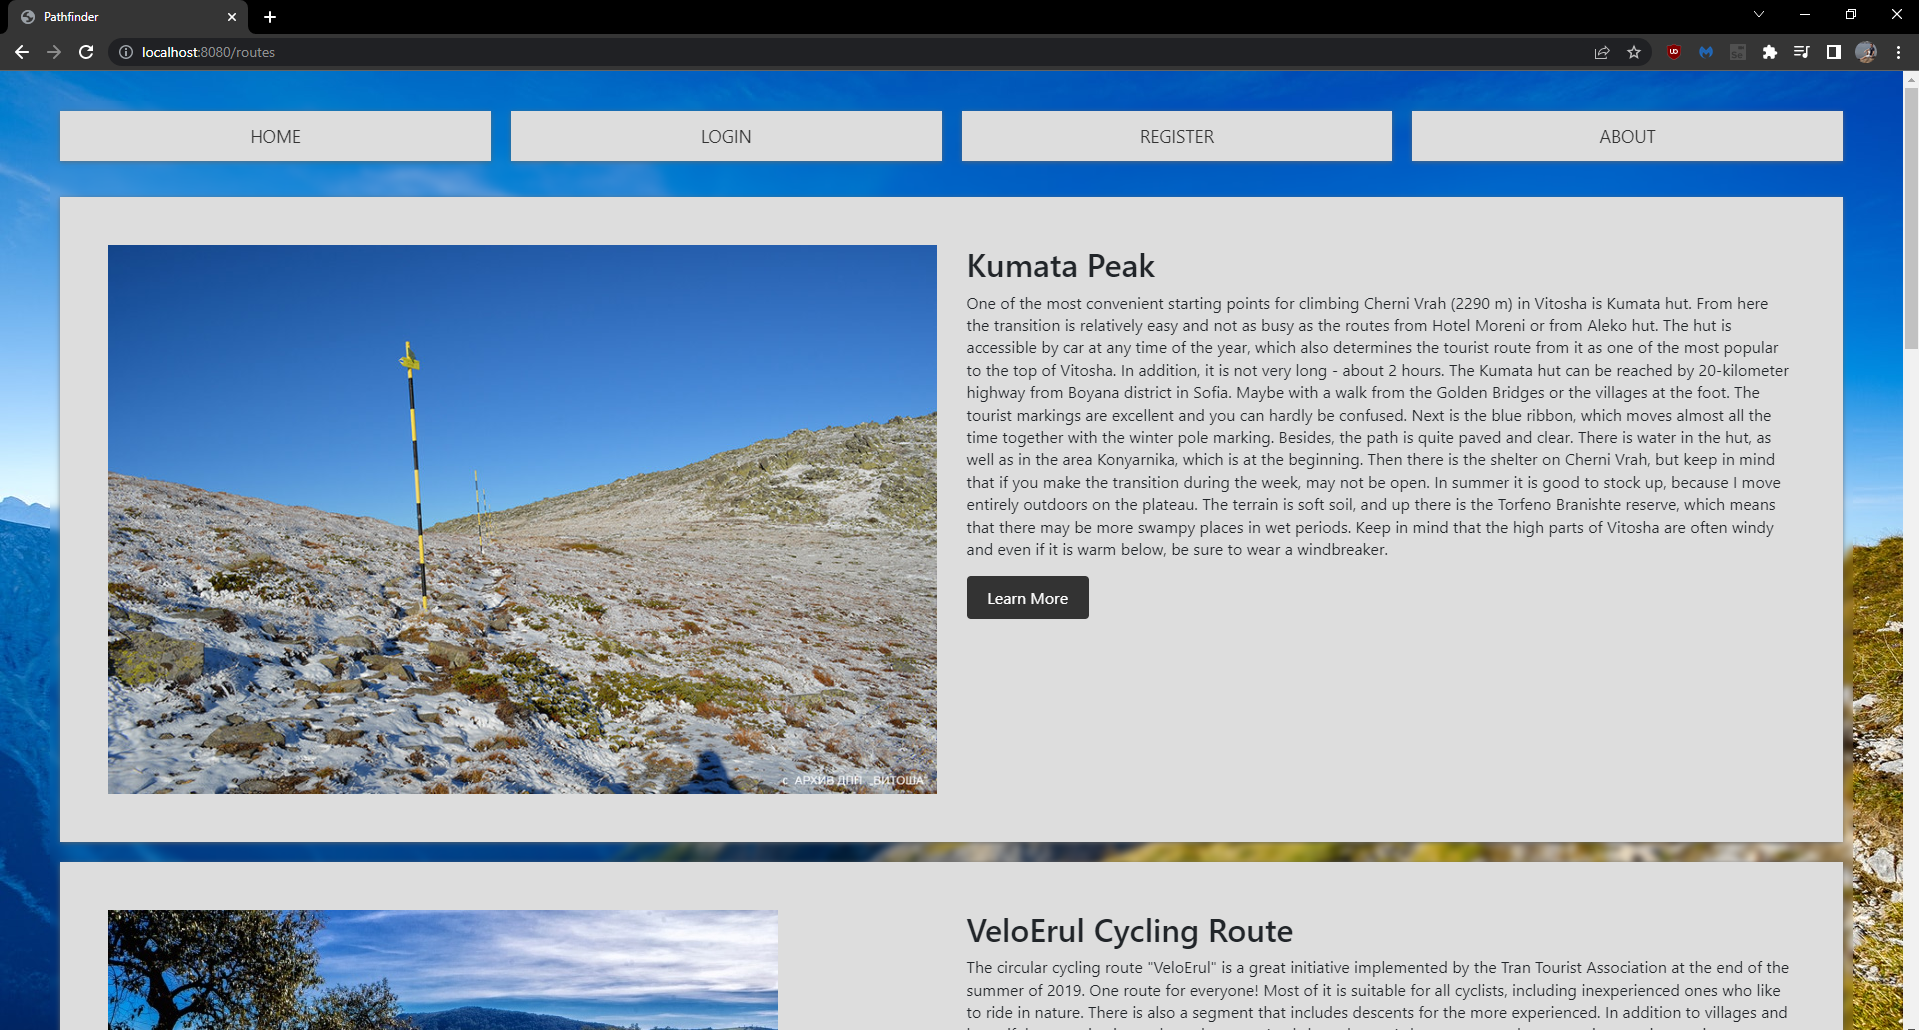 Pathfinder
localhost:8080/routes
HOME
LOGIN
REGISTER
ABOUT
Kumata Peak
One of the most convenient starting points for climbing Cherni Vrah (2290 m) in Vitosha is Kumata hut. From here
the transition is relatively easy and not as busy as the routes from Hotel Moreni or from Aleko hut. The hut is
accessible by car at any time of the year, which also determines the tourist route from it as one of the most popular
to the top of Vitosha. In addition, it is not very long - about 2 hours. The Kumata hut can be reached by 20-kilometer
highway from Boyana district in Sofia. Maybe with a walk from the Golden Bridges or the villages at the foot. The
tourist markings are excellent and you can hardly be confused. Next is the blue ribbon, which moves almost all the
time together with the winter pole marking. Besides, the path is quite paved and clear. There is water in the hut, as
well as in the area Konyarnika, which is at the beginning. Then there is the shelter on Cherni Vrah, but keep in mind
that if you make the transition during the week, may not be open. In summer it is good to stock up, because I move
entirely outdoors on the plateau. The terrain is soft soil, and up there is the Torfeno Branishte reserve, which means
that there may be more swampy places in wet periods. Keep in mind that the high parts of Vitosha are often windy
and even if it is warm below, be sure to wear a windbreaker.
Learn More
с АРХИВ ДПП „ВИТОША“
VeloErul Cycling Route
The circular cycling route "VeloErul" is a great initiative implemented by the Tran Tourist Association at the end of the
summer of 2019. One route for everyone! Most of it is suitable for all cyclists, including inexperienced ones who like
to ride in nature. There is also a segment that includes descents for the more experienced. In addition to villages and